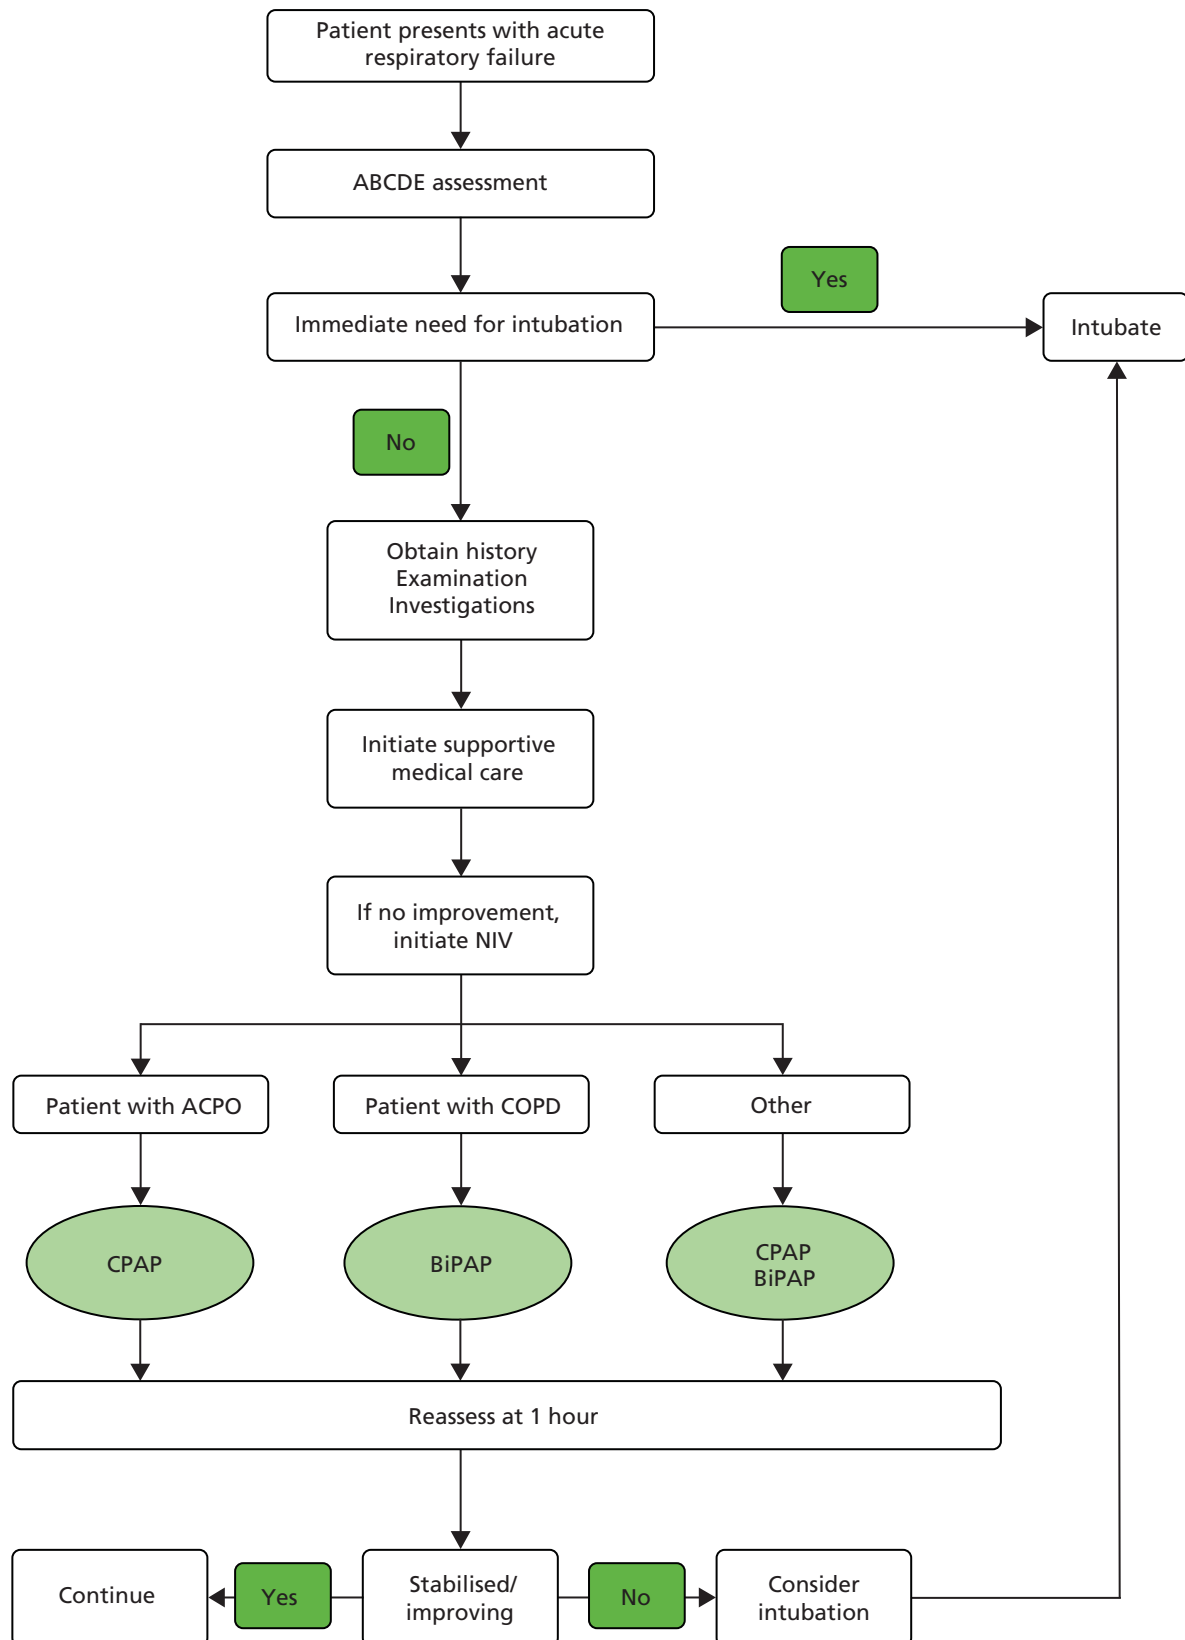 Patient presents with acute
respiratory failure
ABCDE assessment
Yes
Immediate need for intubation
Intubate
No
Obtain history
Examination
Investigations
Initiate supportive
medical care
If no improvement,
initiate NIV
Patient with ACPO
Patient with COPD
Other
CPAP
BiPAP
CPAP
BiPAP
Reassess at 1 hour
Continue
Yes
Stabilised/
improving
No
Consider
intubation